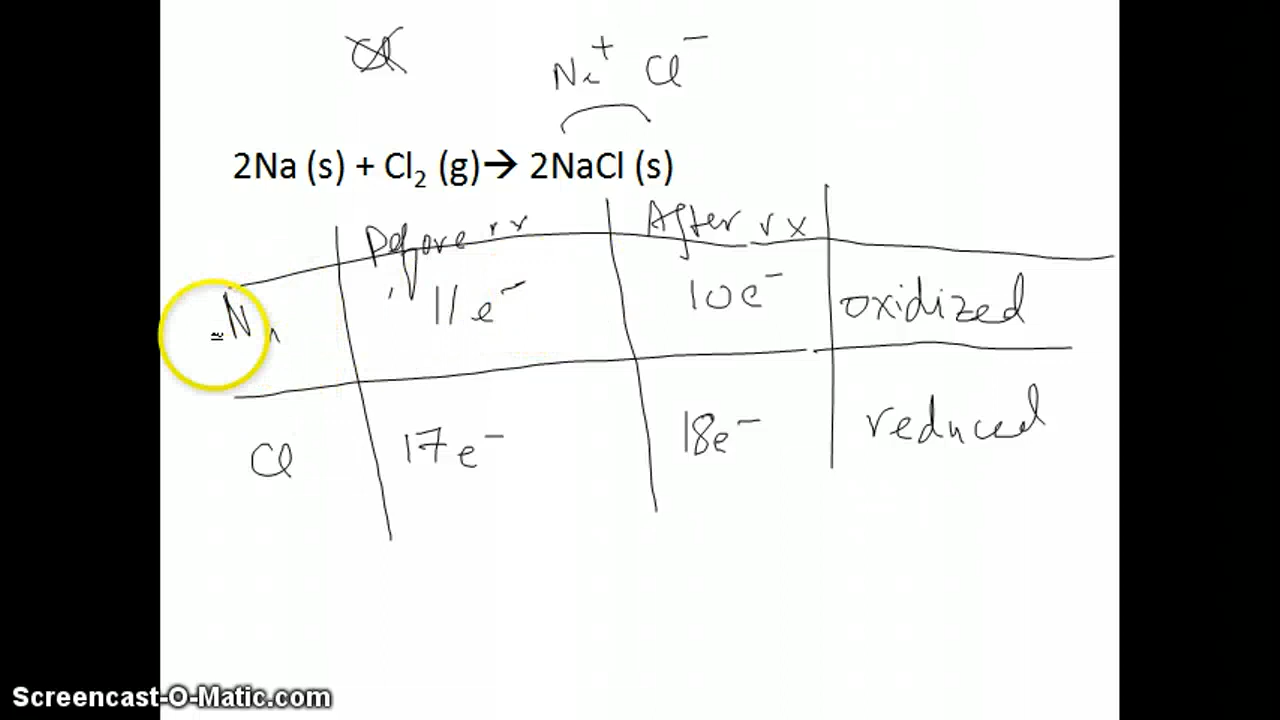 Cl
Na⁺ Cl⁻
2Na (s) + Cl₂ (g)→ 2NaCl (s)
Before rx After rx
Na 11e⁻ 10e⁻ oxidized
Cl 17e⁻ 18e⁻ reduced
Screencast-O-Matic.com